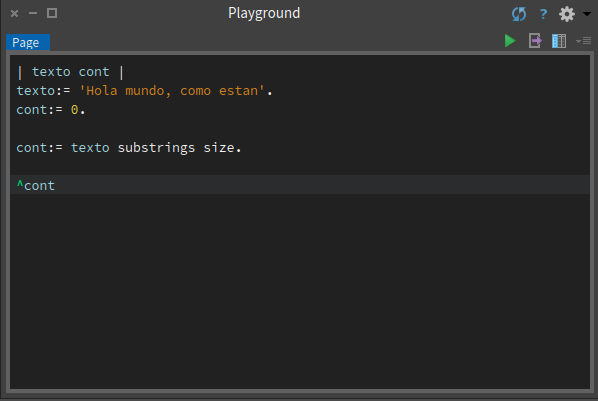 Playground
?
Page
| texto cont |
texto:= 'Hola mundo, como estan'.
cont:= 0.
cont:= texto substrings size.
^cont